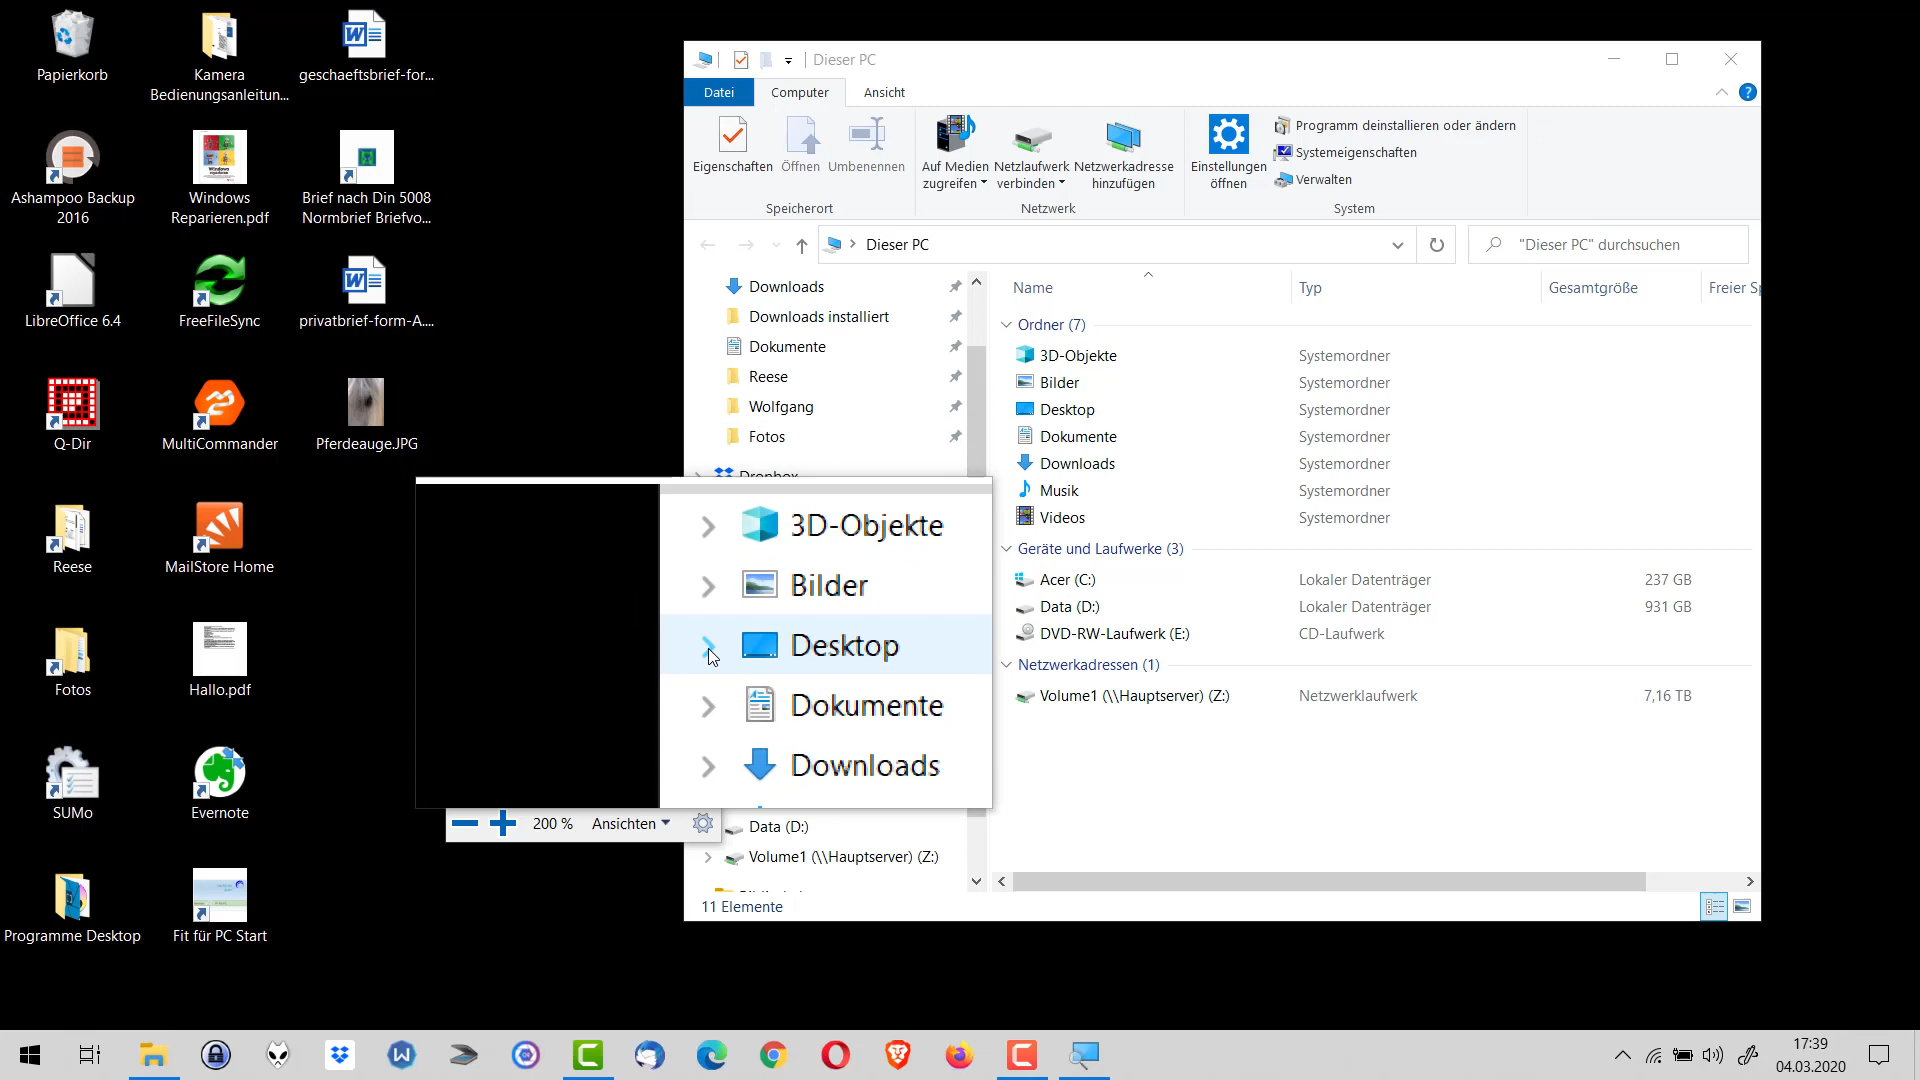 Papierkorb
Kamera
Bedienungsanleitun...
geschaeftsbrief-for...
Ashampoo Backup
2016
Windows
Reparieren.pdf
Brief nach Din 5008
Normbrief Briefvo...
LibreOffice 6.4
FreeFileSync
privatbrief-form-A....
Q-Dir
MultiCommander
PferdeaugeJPG
Reese
MailStore Home
Fotos
Hallo.pdf
SUMo
Evernote
Programme Desktop
Fit für PC Start
Dieser PC
Datei
Computer
Ansicht
Eigenschaften
Öffnen
Umbenennen
Speicherort
Auf Medien
zugreifen
Netzlaufwerk
verbinden
Netzwerkadresse
hinzufügen
Netzwerk
Einstellungen
öffnen
Programm deinstallieren oder ändern
Systemeigenschaften
Verwalten
System
Dieser PC
"Dieser PC" durchsuchen
Downloads
Downloads installiert
Dokumente
Reese
Wolfgang
Fotos
Dropbox
3D-Objekte
Bilder
Desktop
Dokumente
Downloads
200 %
Ansichten
Data (D:)
Volume1 (\\Hauptserver) (Z:)
11 Elemente
Name Typ Gesamtgröße Freier Sp
Ordner (7)
3D-Objekte Systemordner
Bilder Systemordner
Desktop Systemordner
Dokumente Systemordner
Downloads Systemordner
Musik Systemordner
Videos Systemordner
Geräte und Laufwerke (3)
Acer (C:) Lokaler Datenträger 237 GB
Data (D:) Lokaler Datenträger 931 GB
DVD-RW-Laufwerk (E:) CD-Laufwerk
Netzwerkadressen (1)
Volume1 (\\Hauptserver) (Z:) Netzwerklaufwerk 7,16 TB
17:39
04.03.2020